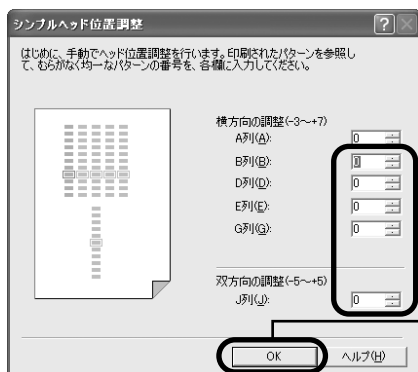 シンプルヘッド位置調整
はじめに、手動でヘッド位置調整を行います。印刷されたパターンを参照し
て、むらがなく均一なパターンの番号を、各欄に入力してください。
横方向の調整(-3～+7)
A列(A): 0
B列(B): 0
D列(D): 0
E列(E): 0
G列(G): 0
双方向の調整(-5～+5)
J列(J): 0
OK ヘルプ(H)